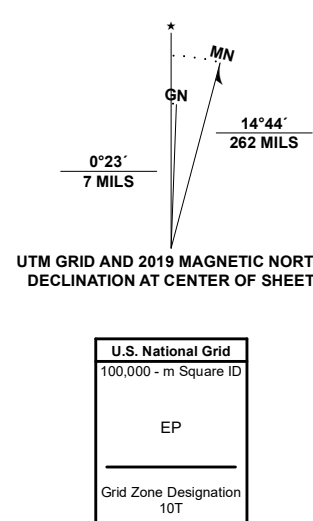 MN
GN
14°44´
262 MILS
0°23´
7 MILS
UTM GRID AND 2019 MAGNETIC NORT
DECLINATION AT CENTER OF SHEET
U.S. National Grid
100,000 - m Square ID
EP
Grid Zone Designation
10T